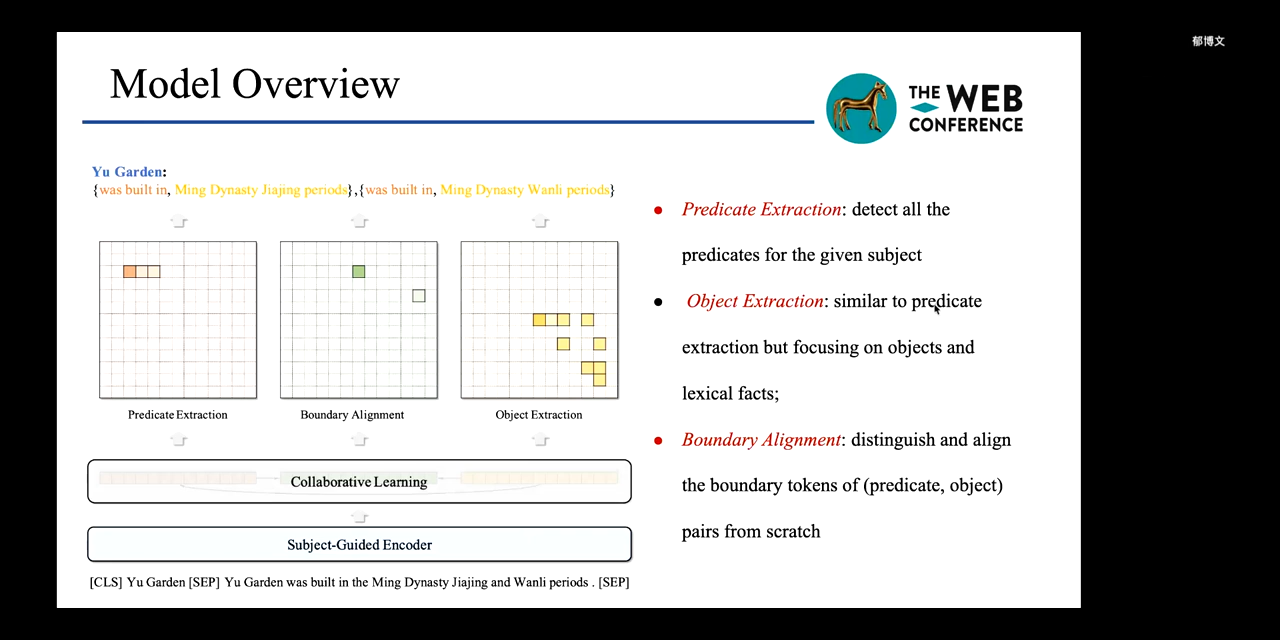 郁博文
Model Overview
THE WEB
CONFERENCE
Yu Garden:
{was built in, Ming Dynasty Jiajing periods},{was built in, Ming Dynasty Wanli periods}
Predicate Extraction
Boundary Alignment
Object Extraction
Collaborative Learning
Subject-Guided Encoder
[CLS] Yu Garden [SEP] Yu Garden was built in the Ming Dynasty Jiajing and Wanli periods . [SEP]
• Predicate Extraction: detect all the
predicates for the given subject
• Object Extraction: similar to predicate
extraction but focusing on objects and
lexical facts;
• Boundary Alignment: distinguish and align
the boundary tokens of (predicate, object)
pairs from scratch